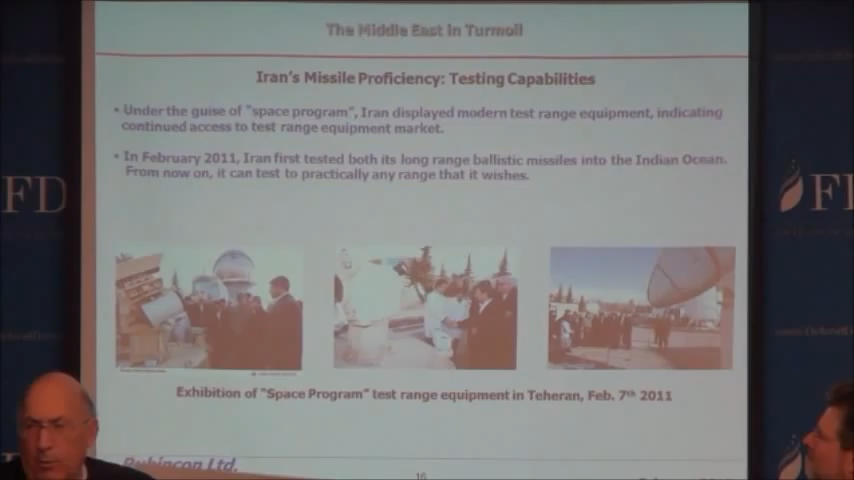 The Middle East in Turmoil
Iran's Missile Proficiency: Testing Capabilities
• Under the guise of "space program", Iran displayed modern test range equipment, indicating
continued access to test range equipment market.
• In February 2011, Iran first tested both its long range ballistic missiles into the Indian Ocean.
From now on, it can test to practically any range that it wishes.
FD
FD
Exhibition of "Space Program" test range equipment in Teheran, Feb. 7th 2011
Rubincon Ltd.
16